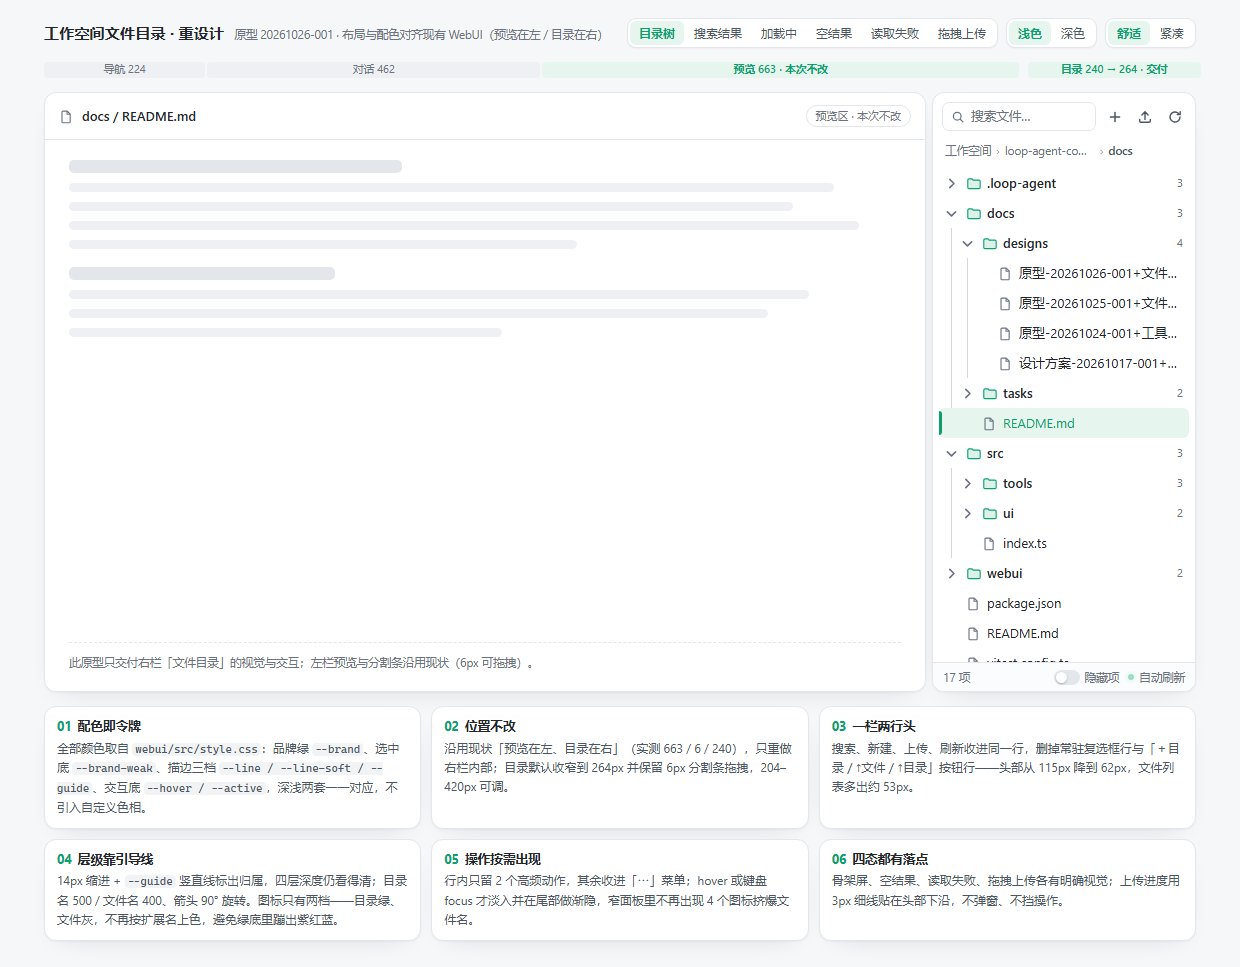 工作空间文件目录 · 重设计 原型 20261026-001 · 布局与配色对齐现有 WebUI（预览在左 / 目录在右） 目录树 搜索结果 加载中 空结果 读取失败 拖拽上传 浅色 深色 舒适 紧凑
导航 224 对话 462 预览 663 · 本次不改 目录 240 → 264 · 交付
docs / README.md 预览区 · 本次不改
此原型只交付右栏「文件目录」的视觉与交互；左栏预览与分割条沿用现状（6px 可拖拽）。
搜索文件...
工作空间 › loop-agent-co... › docs
.loop-agent 3
docs 3
designs 4
原型-20261026-001+文件...
原型-20261025-001+文件...
原型-20261024-001+工具...
设计方案-20261017-001+...
tasks 2
README.md
src 3
tools 3
ui 2
index.ts
webui 2
package.json
README.md
vitest.config.ts
17 项 隐藏项 自动刷新
01 配色即令牌
全部颜色取自 webui/src/style.css：品牌绿 --brand、选中
底 --brand-weak、描边三档 --line / --line-soft / --
guide、交互底 --hover / --active，深浅两套一一对应，不
引入自定义色相。
02 位置不改
沿用现状「预览在左、目录在右」（实测 663 / 6 / 240），只重做
右栏内部；目录默认收窄到 264px 并保留 6px 分割条拖拽，204–
420px 可调。
03 一栏两行头
搜索、新建、上传、刷新收进同一行，删掉常驻复选框行与「＋目
录 / ↑文件 / ↑目录」按钮行——头部从 115px 降到 62px，文件列
表多出约 53px。
04 层级靠引导线
14px 缩进 + --guide 竖直线标出归属，四层深度仍看得清；目录
名 500 / 文件名 400、箭头 90° 旋转。图标只有两档——目录绿、
文件灰，不再按扩展名上色，避免绿底里蹦出紫红蓝。
05 操作按需出现
行内只留 2 个高频动作，其余收进「⋯」菜单；hover 或键盘
focus 才淡入并在尾部做渐隐，窄面板里不再出现 4 个图标挤爆文
件名。
06 四态都有落点
骨架屏、空结果、读取失败、拖拽上传各有明确视觉；上传进度用
3px 细线贴在头部下沿，不弹窗、不挡操作。